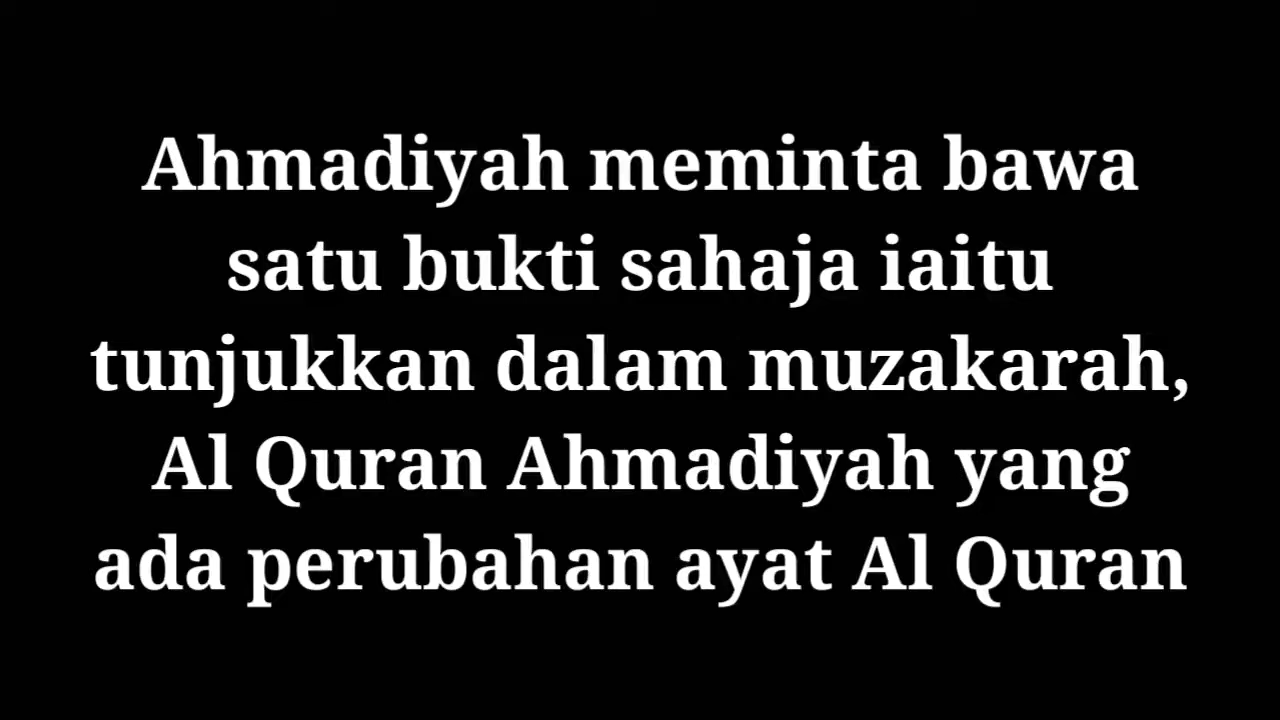 Ahmadiyah meminta bawa
satu bukti sahaja iaitu
tunjukkan dalam muzakarah,
Al Quran Ahmadiyah yang
ada perubahan ayat Al Quran